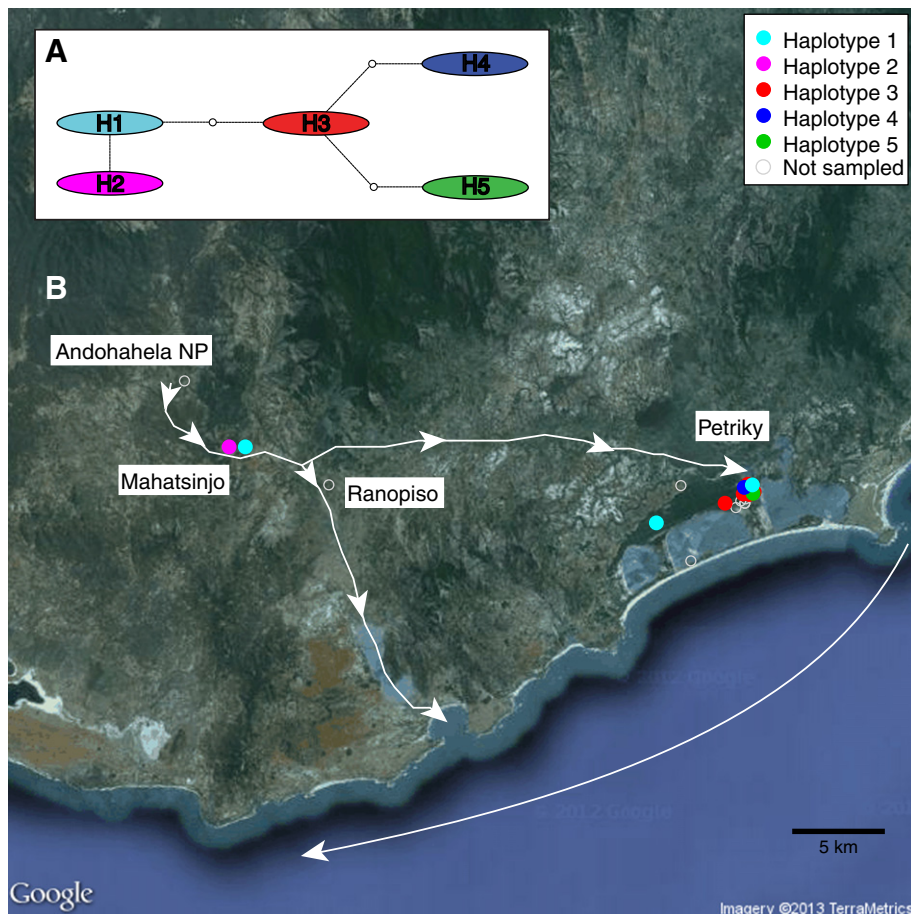 A
H1
H2
H3
H4
H5
Haplotype 1
Haplotype 2
Haplotype 3
Haplotype 4
Haplotype 5
Not sampled
B
Andohahela NP
Mahatsinjo
Ranopiso
Petriky
2012 Google
© 2012 Google
5 km
Google
Imagery ©2013 TerraMetrics